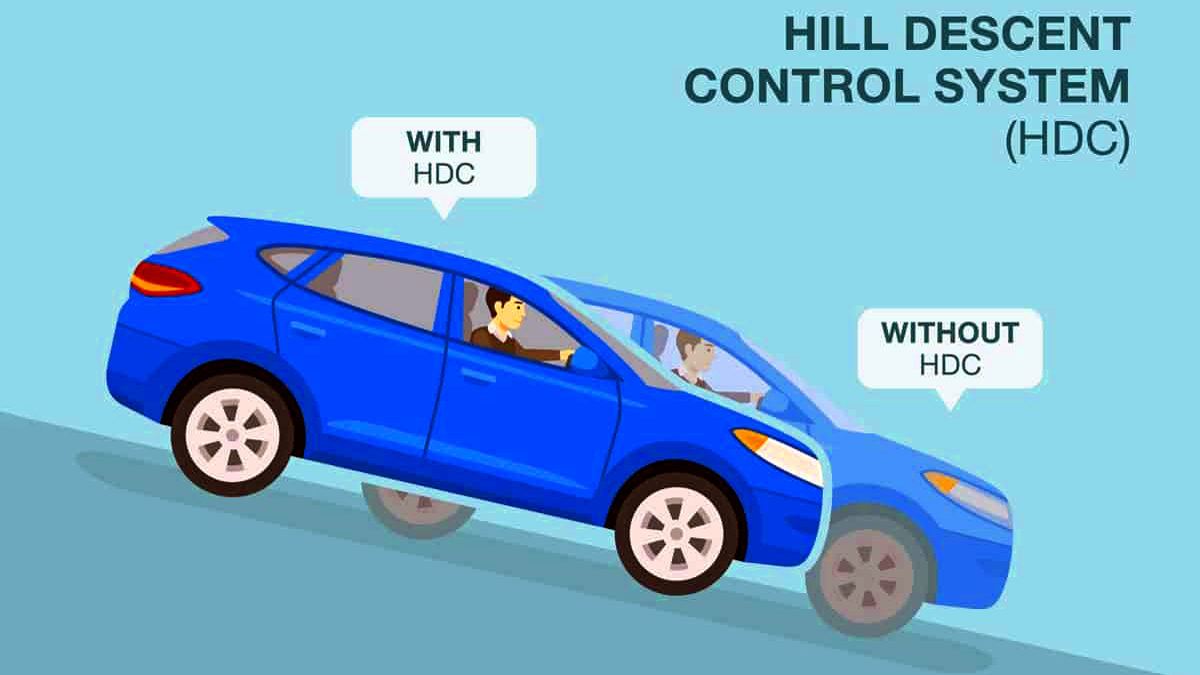 HILL DESCENT
CONTROL SYSTEM
(HDC)
WITH
HDC
WITHOUT
HDC